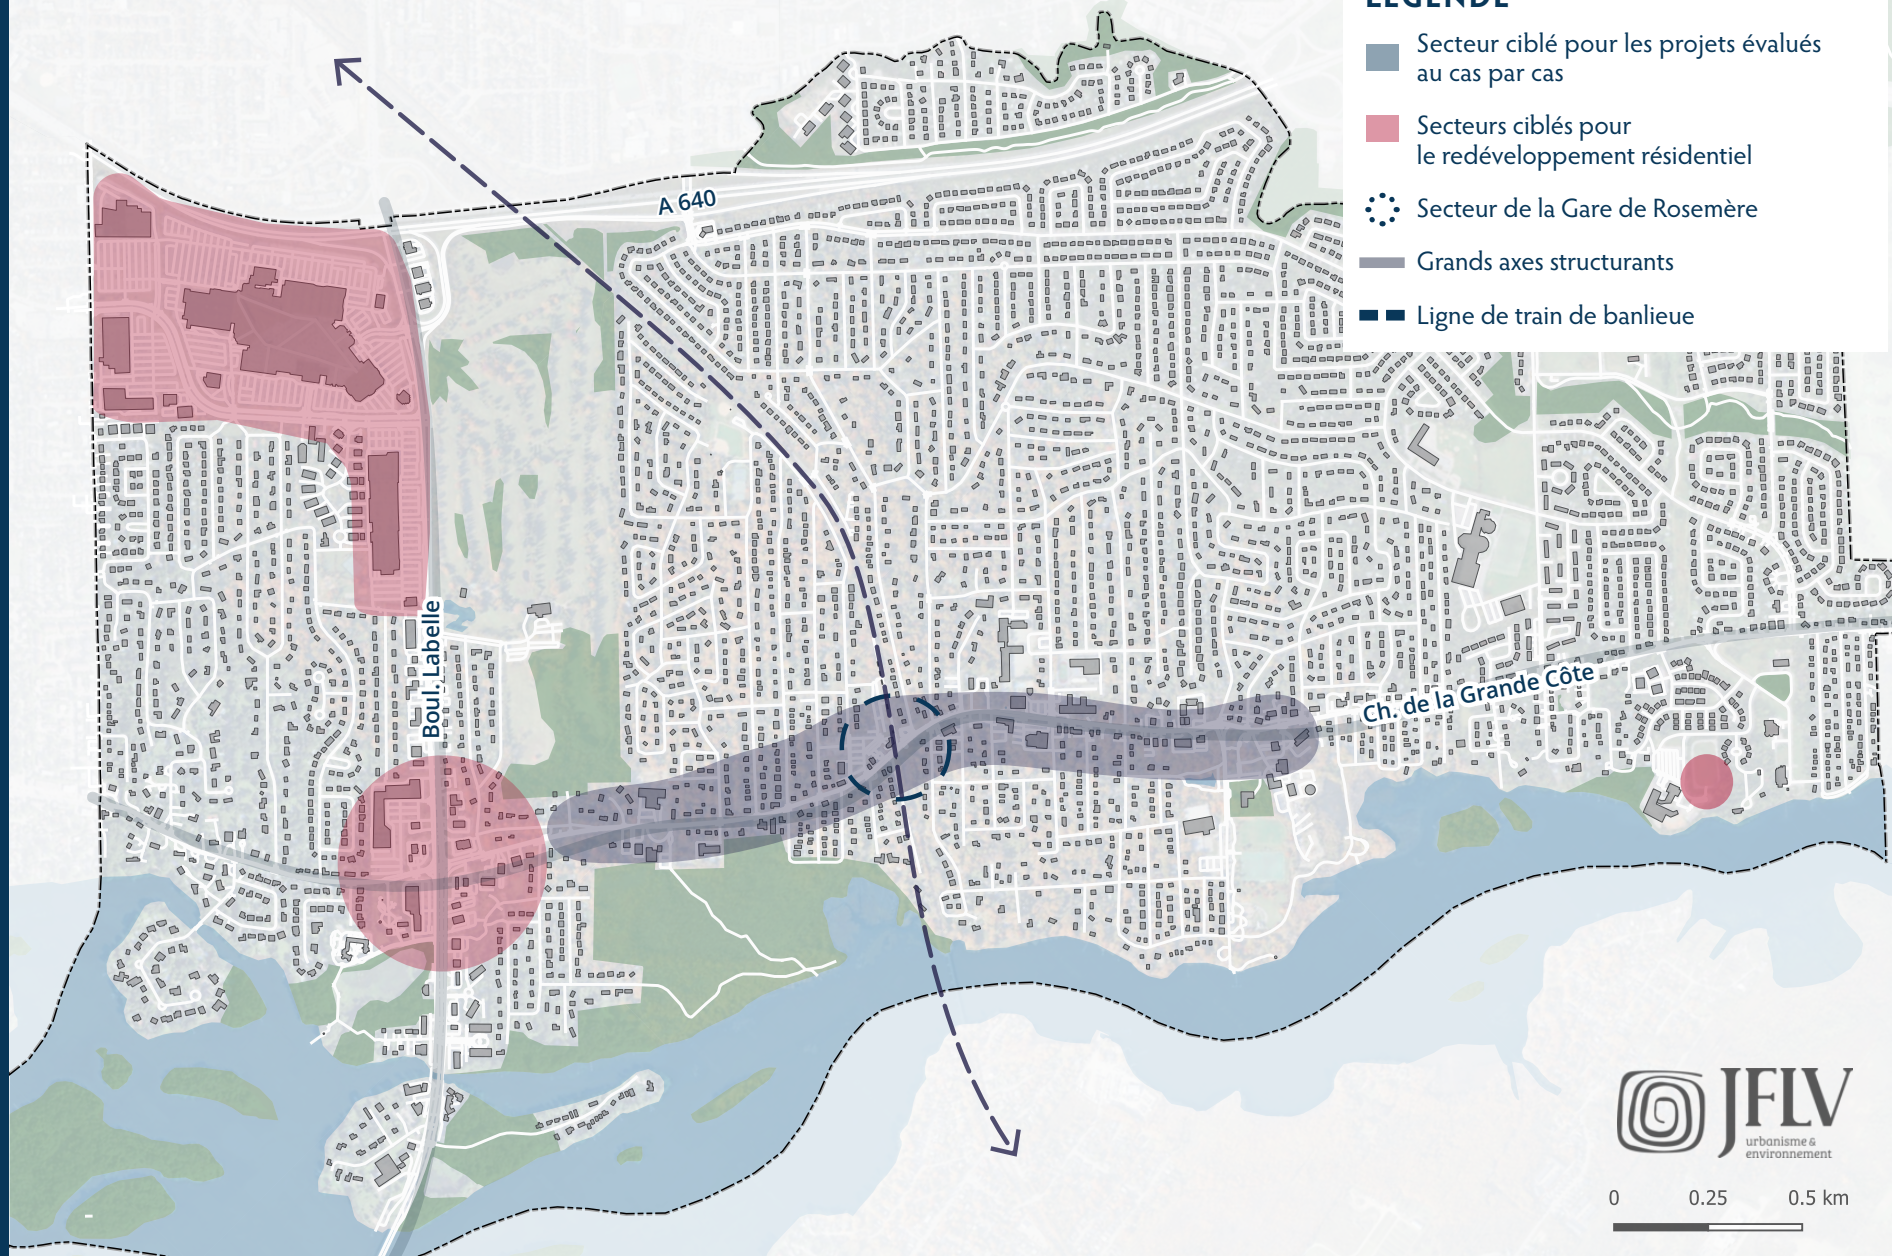 LÉGENDE
Secteur ciblé pour les projets évalués
au cas par cas
Secteurs ciblés pour
le redéveloppement résidentiel
Secteur de la Gare de Rosemère
Grands axes structurants
Ligne de train de banlieue
A 640
Boul. Labelle
Ch. de la Grande Côte
JFLV
urbanisme &
environnement
0 0.25 0.5 km